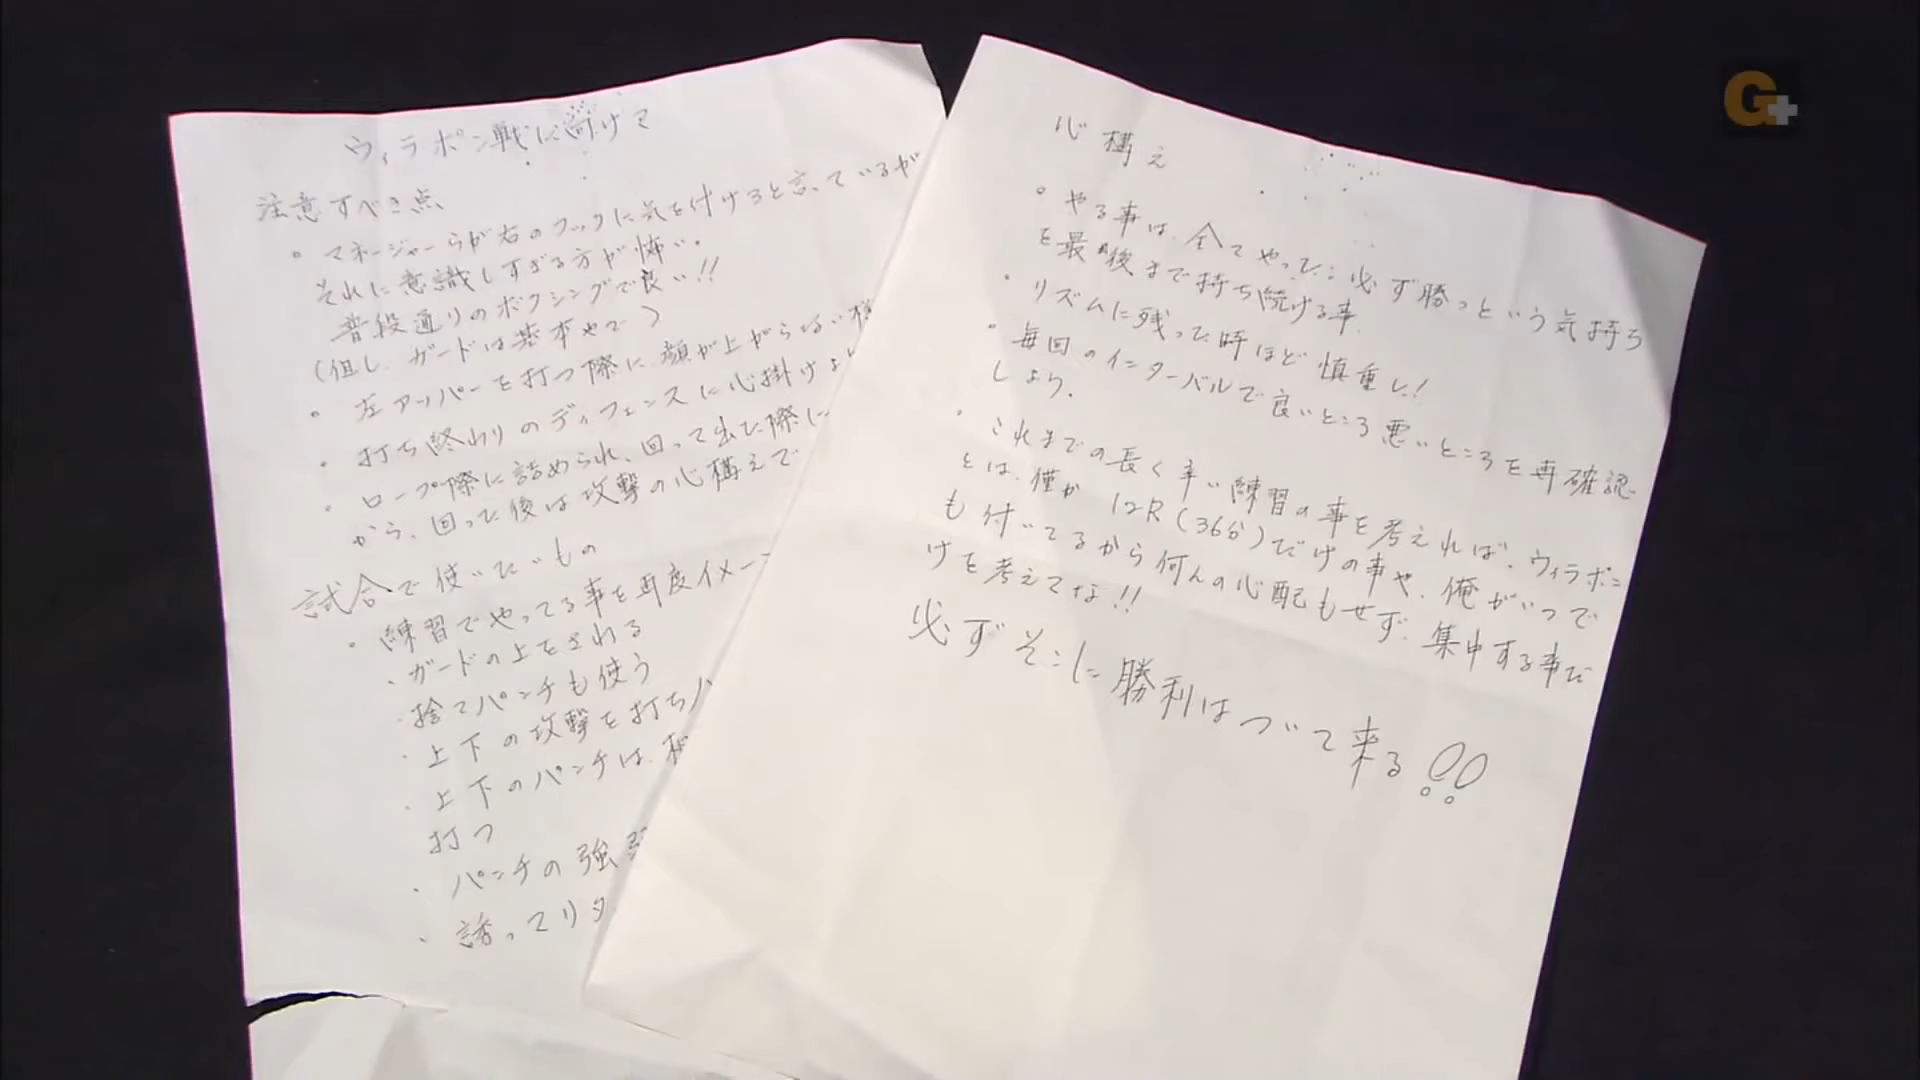 ウィラポン戦に向けて
注意すべき点
・マネージャーらが右のフックに気を付けろと言っているが
それに意識しすぎる方が怖い。
普段通りのボクシングで良い!!
(但し、ガードは基本やで)
・左アッパーを打つ際に、顔が上がらない様
・打ち終わりのディフェンスに心掛けよ
・ロープ際に詰められ、回って出た際に
から、回った後は攻撃の心構えで
試合で使いたいもの
・練習でやってる事を再度イメー
・ガードの上をされる
・捨てパンチも使う
・上下の攻撃を打ち
・上下のパンチは、
打つ
・パンチの強弱
・誘ってリタ
心構え
・やる事は、全てやった!必ず勝つという気持ち
を最後まで持ち続ける事
・リズムに残った時ほど慎重に!
・毎回のインターバルで良いところ悪いところを再確認
しよう。
・これまでの長く辛い練習の事を考えれば、ウィラポン
とは、僅か12R(36分)だけの事や、俺がいつで
も付いてるから何んの心配もせず、集中する事だ
けを考えてな!!
必ずそこに勝利はついて来る!!
G+